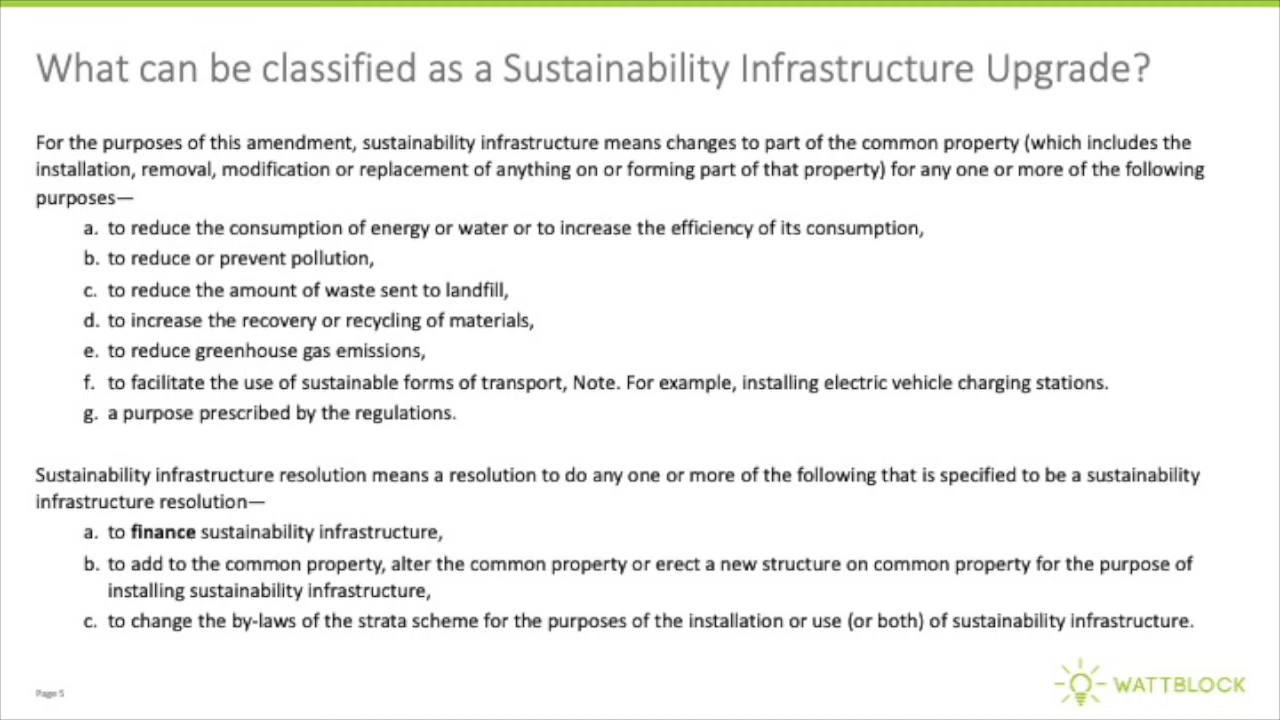 What can be classified as a Sustainability Infrastructure Upgrade?
For the purposes of this amendment, sustainability infrastructure means changes to part of the common property (which includes the
installation, removal, modification or replacement of anything on or forming part of that property) for any one or more of the following
purposes—
a. to reduce the consumption of energy or water or to increase the efficiency of its consumption,
b. to reduce or prevent pollution,
c. to reduce the amount of waste sent to landfill,
d. to increase the recovery or recycling of materials,
e. to reduce greenhouse gas emissions,
f. to facilitate the use of sustainable forms of transport, Note. For example, installing electric vehicle charging stations.
g. a purpose prescribed by the regulations.
Sustainability infrastructure resolution means a resolution to do any one or more of the following that is specified to be a sustainability
infrastructure resolution—
a. to finance sustainability infrastructure,
b. to add to the common property, alter the common property or erect a new structure on common property for the purpose of
installing sustainability infrastructure,
c. to change the by-laws of the strata scheme for the purposes of the installation or use (or both) of sustainability infrastructure.
Page 5
WATTBLOCK